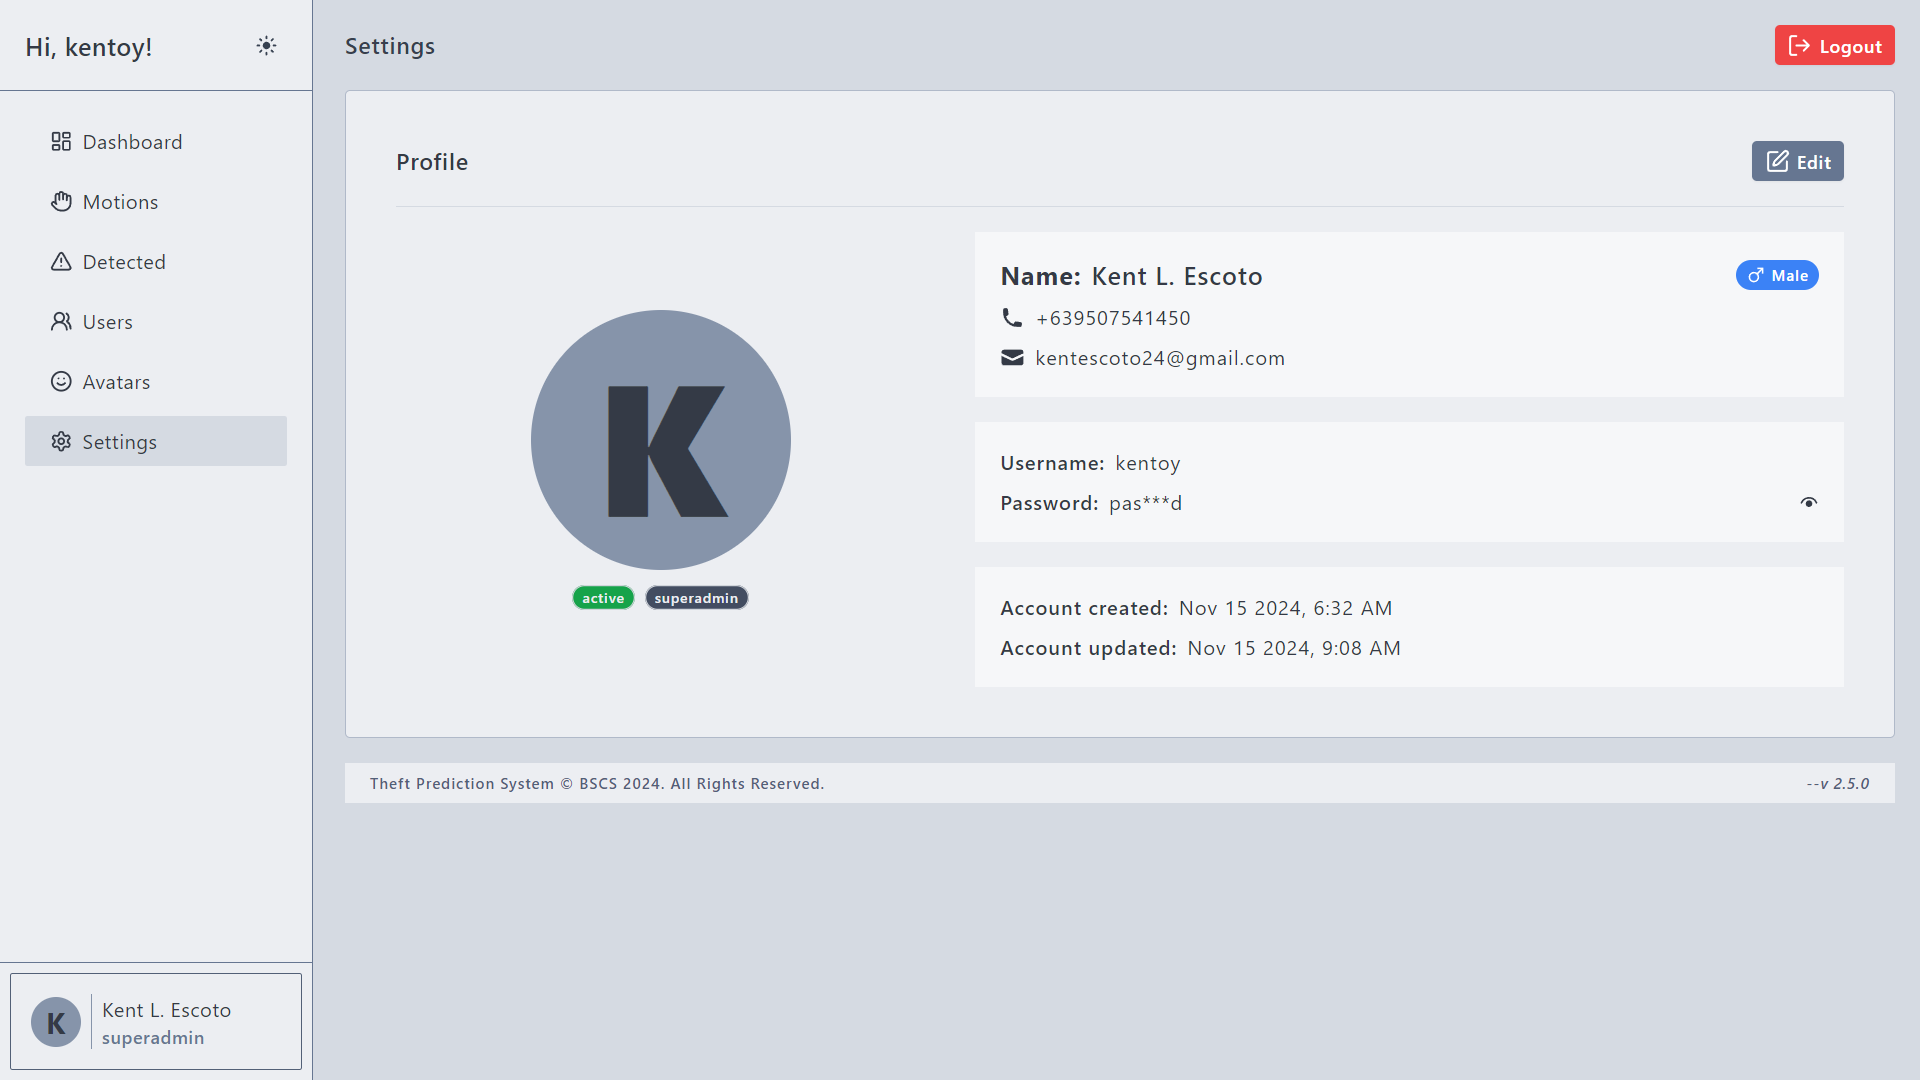 Hi, kentoy!
Dashboard
Motions
Detected
Users
Avatars
Settings
K
Kent L. Escoto
superadmin
Settings
Logout
Profile
Edit
K
active superadmin
Name: Kent L. Escoto
Male
+639507541450
kentescoto24@gmail.com
Username: kentoy
Password: pas***d
Account created: Nov 15 2024, 6:32 AM
Account updated: Nov 15 2024, 9:08 AM
Theft Prediction System © BSCS 2024. All Rights Reserved.
--v 2.5.0